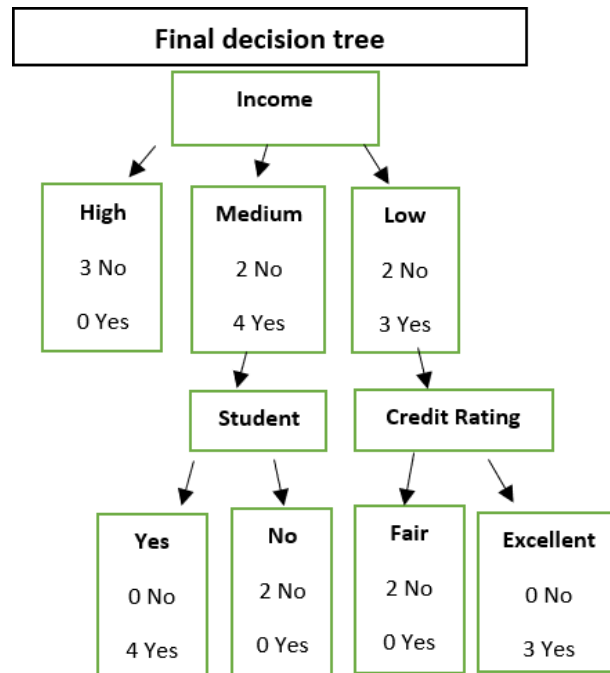 Final decision tree
Income
High
3 No
0 Yes
Medium
2 No
4 Yes
Low
2 No
3 Yes
Student
Credit Rating
Yes
0 No
4 Yes
No
2 No
0 Yes
Fair
2 No
0 Yes
Excellent
0 No
3 Yes